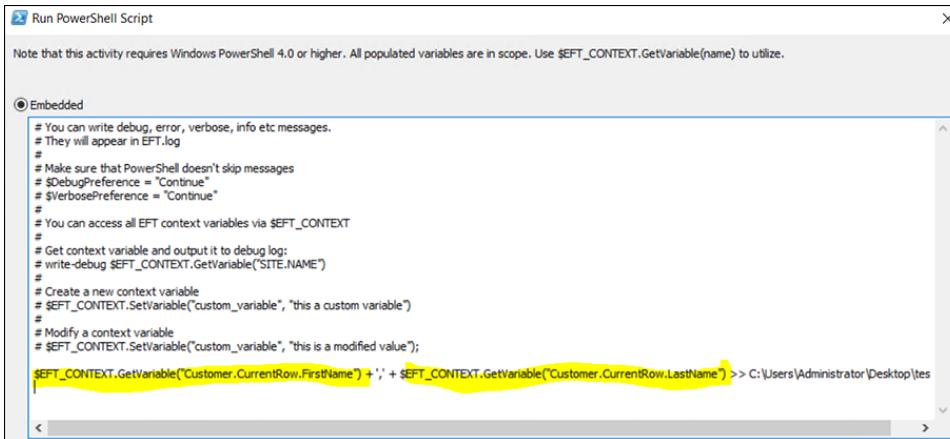 Run PowerShell Script
Note that this activity requires Windows PowerShell 4.0 or higher. All populated variables are in scope. Use $EFT_CONTEXT.GetVariable(name) to utilize.
Embedded
# You can write debug, error, verbose, info etc messages.
# They will appear in EFT.log
#
# Make sure that PowerShell doesn't skip messages
# $DebugPreference = "Continue"
# $VerbosePreference = "Continue"
#
# You can access all EFT context variables via $EFT_CONTEXT
#
# Get context variable and output it to debug log:
# write-debug $EFT_CONTEXT.GetVariable("SITE.NAME")
#
# Create a new context variable
# $EFT_CONTEXT.SetVariable("custom_variable", "this a custom variable")
#
# Modify a context variable
# $EFT_CONTEXT.SetVariable("custom_variable", "this is a modified value");
$EFT_CONTEXT.GetVariable("Customer.CurrentRow.FirstName") + ',' + $EFT_CONTEXT.GetVariable("Customer.CurrentRow.LastName") >> C:\Users\Administrator\Desktop\tes